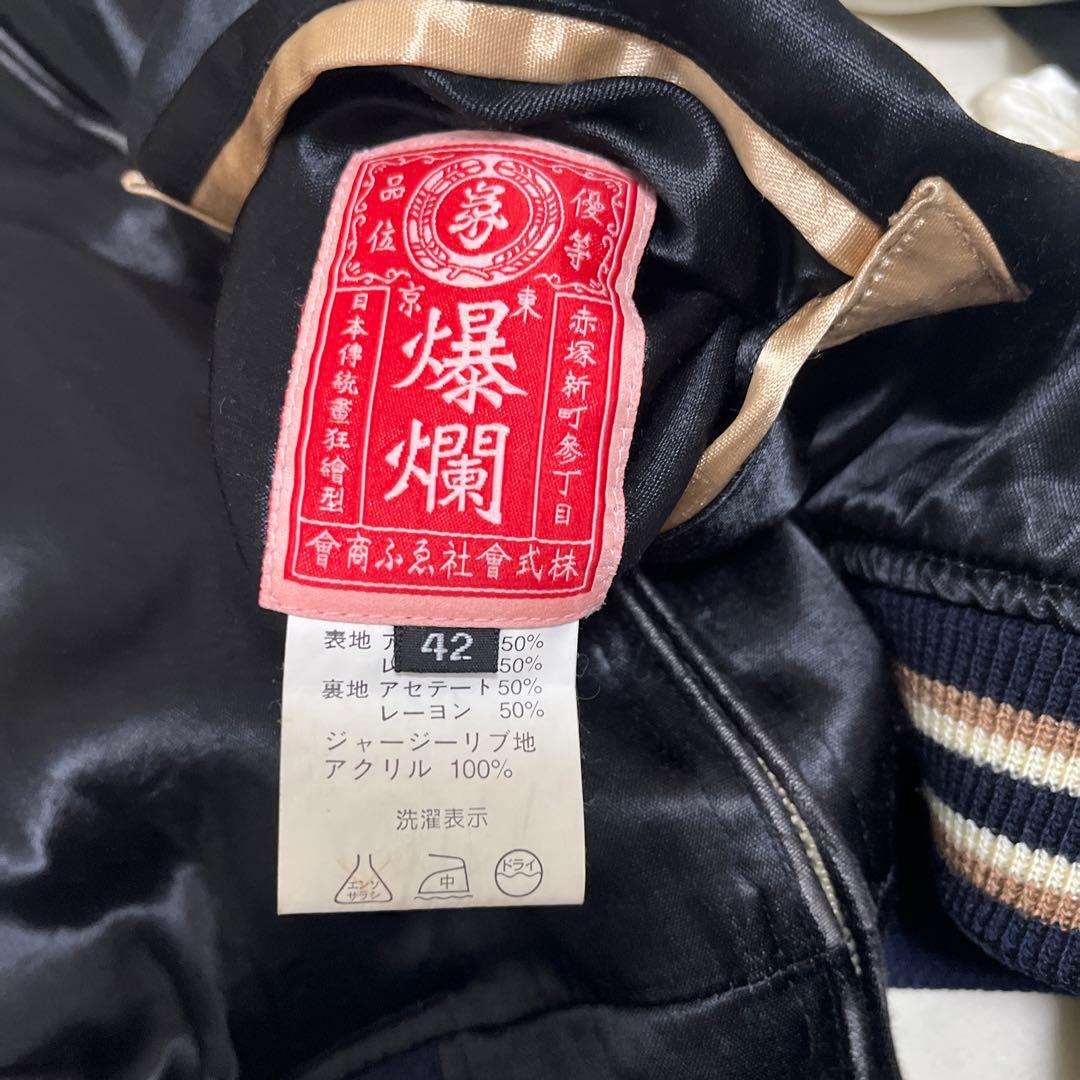 優等
品位
東京
爆爛
赤塚新町參丁目
日本傳統畫狂繪型
株式會社ゑふ商會
42
表地 ア 50%
レ 50%
裏地 アセテート 50%
レーヨン 50%
ジャージーリブ地
アクリル 100%
洗濯表示
エンソ
サラシ
中
ドライ